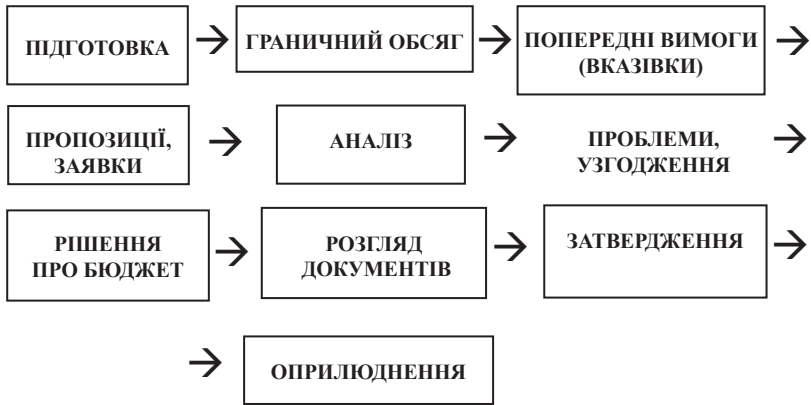 ПІДГОТОВКА
ГРАНИЧНИЙ ОБСЯГ
ПОПЕРЕДНІ ВИМОГИ
(ВКАЗІВКИ)
ПРОПОЗИЦІЇ,
ЗАЯВКИ
АНАЛІЗ
ПРОБЛЕМИ,
УЗГОДЖЕННЯ
РІШЕННЯ
ПРО БЮДЖЕТ
РОЗГЛЯД
ДОКУМЕНТІВ
ЗАТВЕРДЖЕННЯ
ОПРИЛЮДНЕННЯ